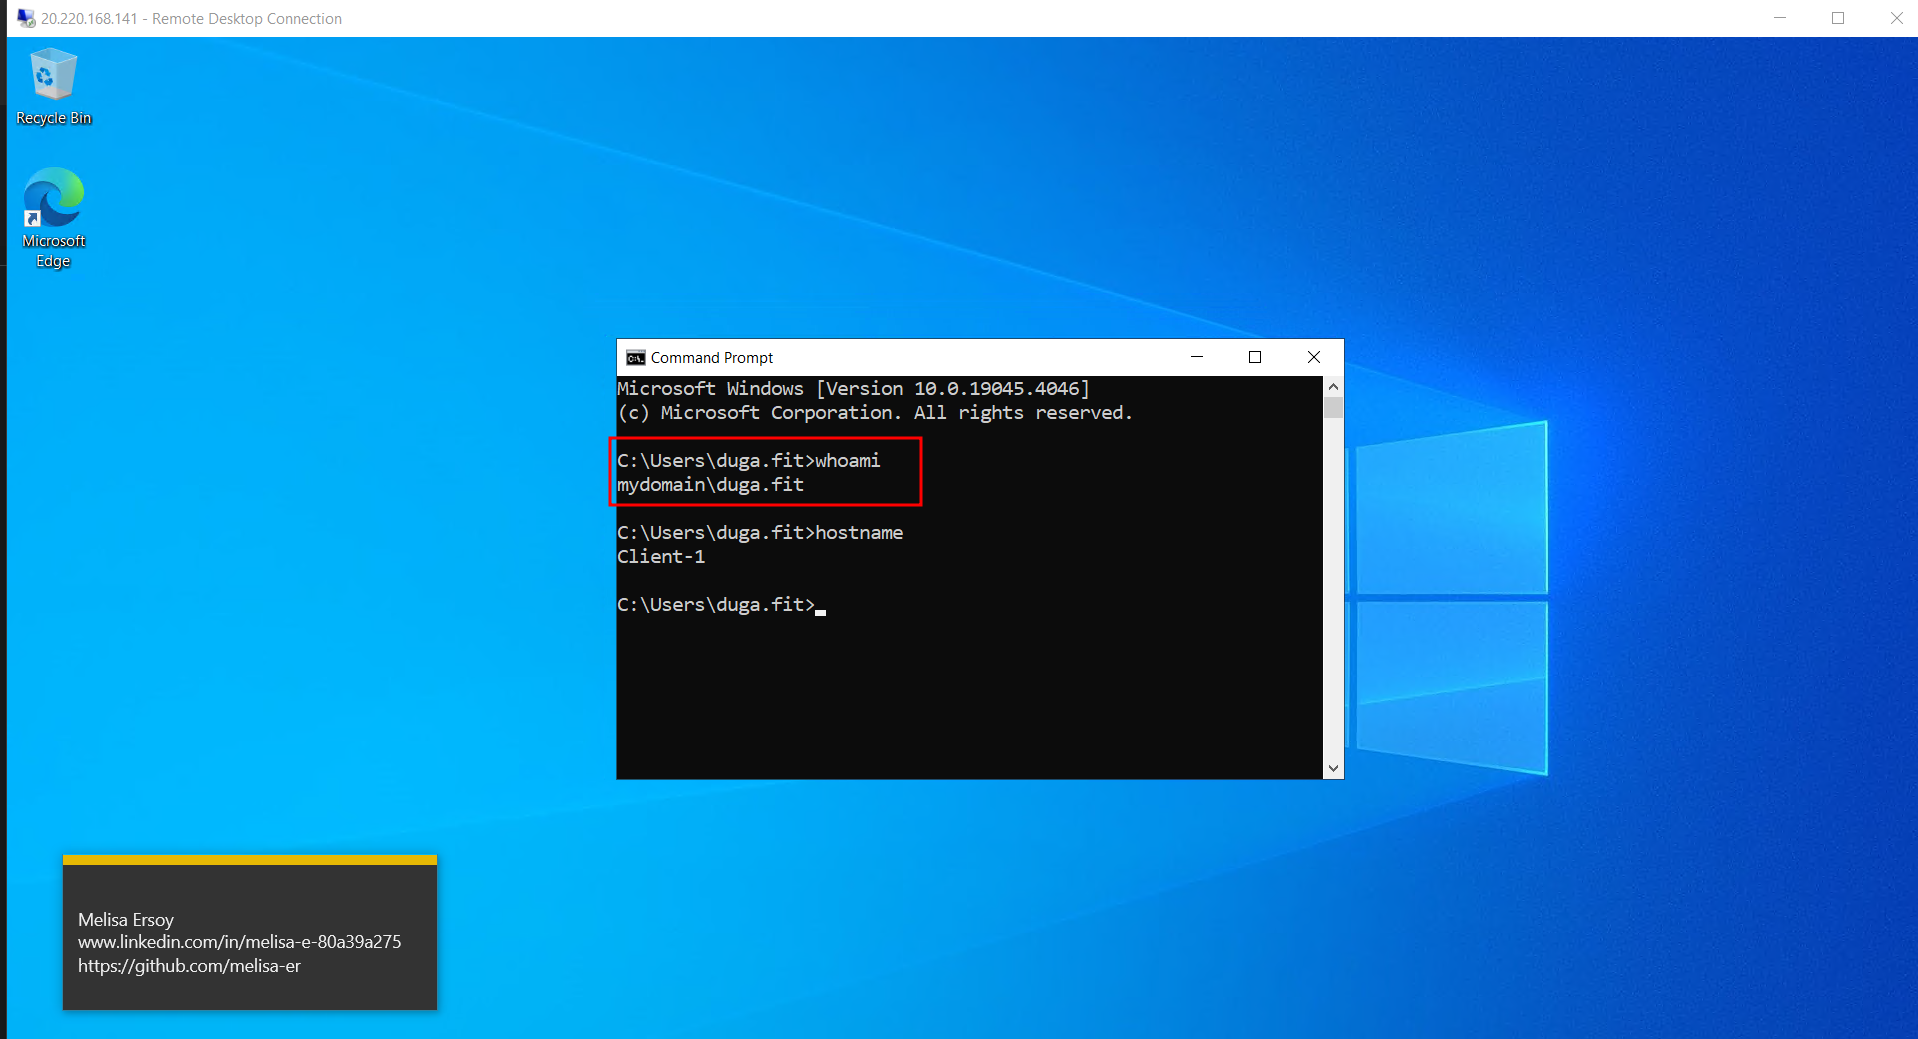 20.220.168.141 - Remote Desktop Connection
Recycle Bin
Microsoft
Edge
Command Prompt
Microsoft Windows [Version 10.0.19045.4046]
(c) Microsoft Corporation. All rights reserved.
C:\Users\duga.fit>whoami
mydomain\duga.fit
C:\Users\duga.fit>hostname
Client-1
C:\Users\duga.fit>
Melisa Ersoy
www.linkedin.com/in/melisa-e-80a39a275
https://github.com/melisa-er